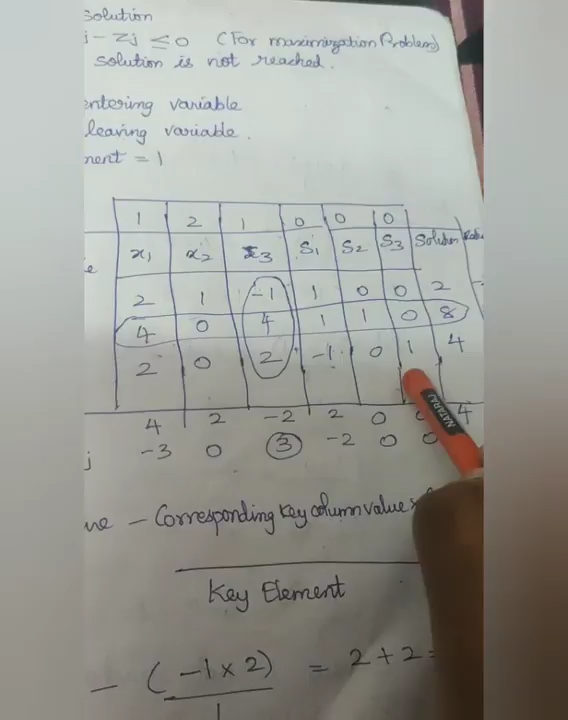 solution
j - Zj ≤ 0 (For maximization Problem)
solution is not reached.
entering variable
leaving variable.
ment = 1
1 2 1 0 0 0
x1 x2 x3 S1 S2 S3 Solution
2 1 -1 1 0 0 2
4 0 4 1 1 0 8
2 0 2 -1 0 1 4
4 2 -2 2 0 4
j -3 0 3 -2 0 0
NATARAJ
ue - Corresponding Key column value ×
Key Element
- (-1 × 2) = 2 + 2 =
1